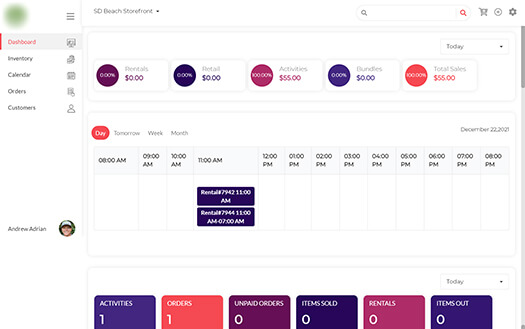 SD Beach Storefront
Dashboard
Inventory
Calendar
Orders
Customers
Andrew Adrian
Today
0.00%
Rentals
$0.00
0.00%
Retail
$0.00
100.00%
Activities
$55.00
0.00%
Bundles
$0.00
100.00%
Total Sales
$55.00
Day
Tomorrow
Week
Month
December 22,2021
08:00 AM
09:00
AM
10:00
AM
11:00 AM
12:00
PM
01:00
PM
02:00
PM
03:00
PM
04:00
PM
05:00
PM
06:00
PM
07:00
PM
08:00
PM
Rental#7942 11:00
AM
Rental#7944 11:00
AM-07:00 AM
Today
ACTIVITIES
1
ORDERS
1
UNPAID ORDERS
0
ITEMS SOLD
0
RENTALS
0
ITEMS OUT
0